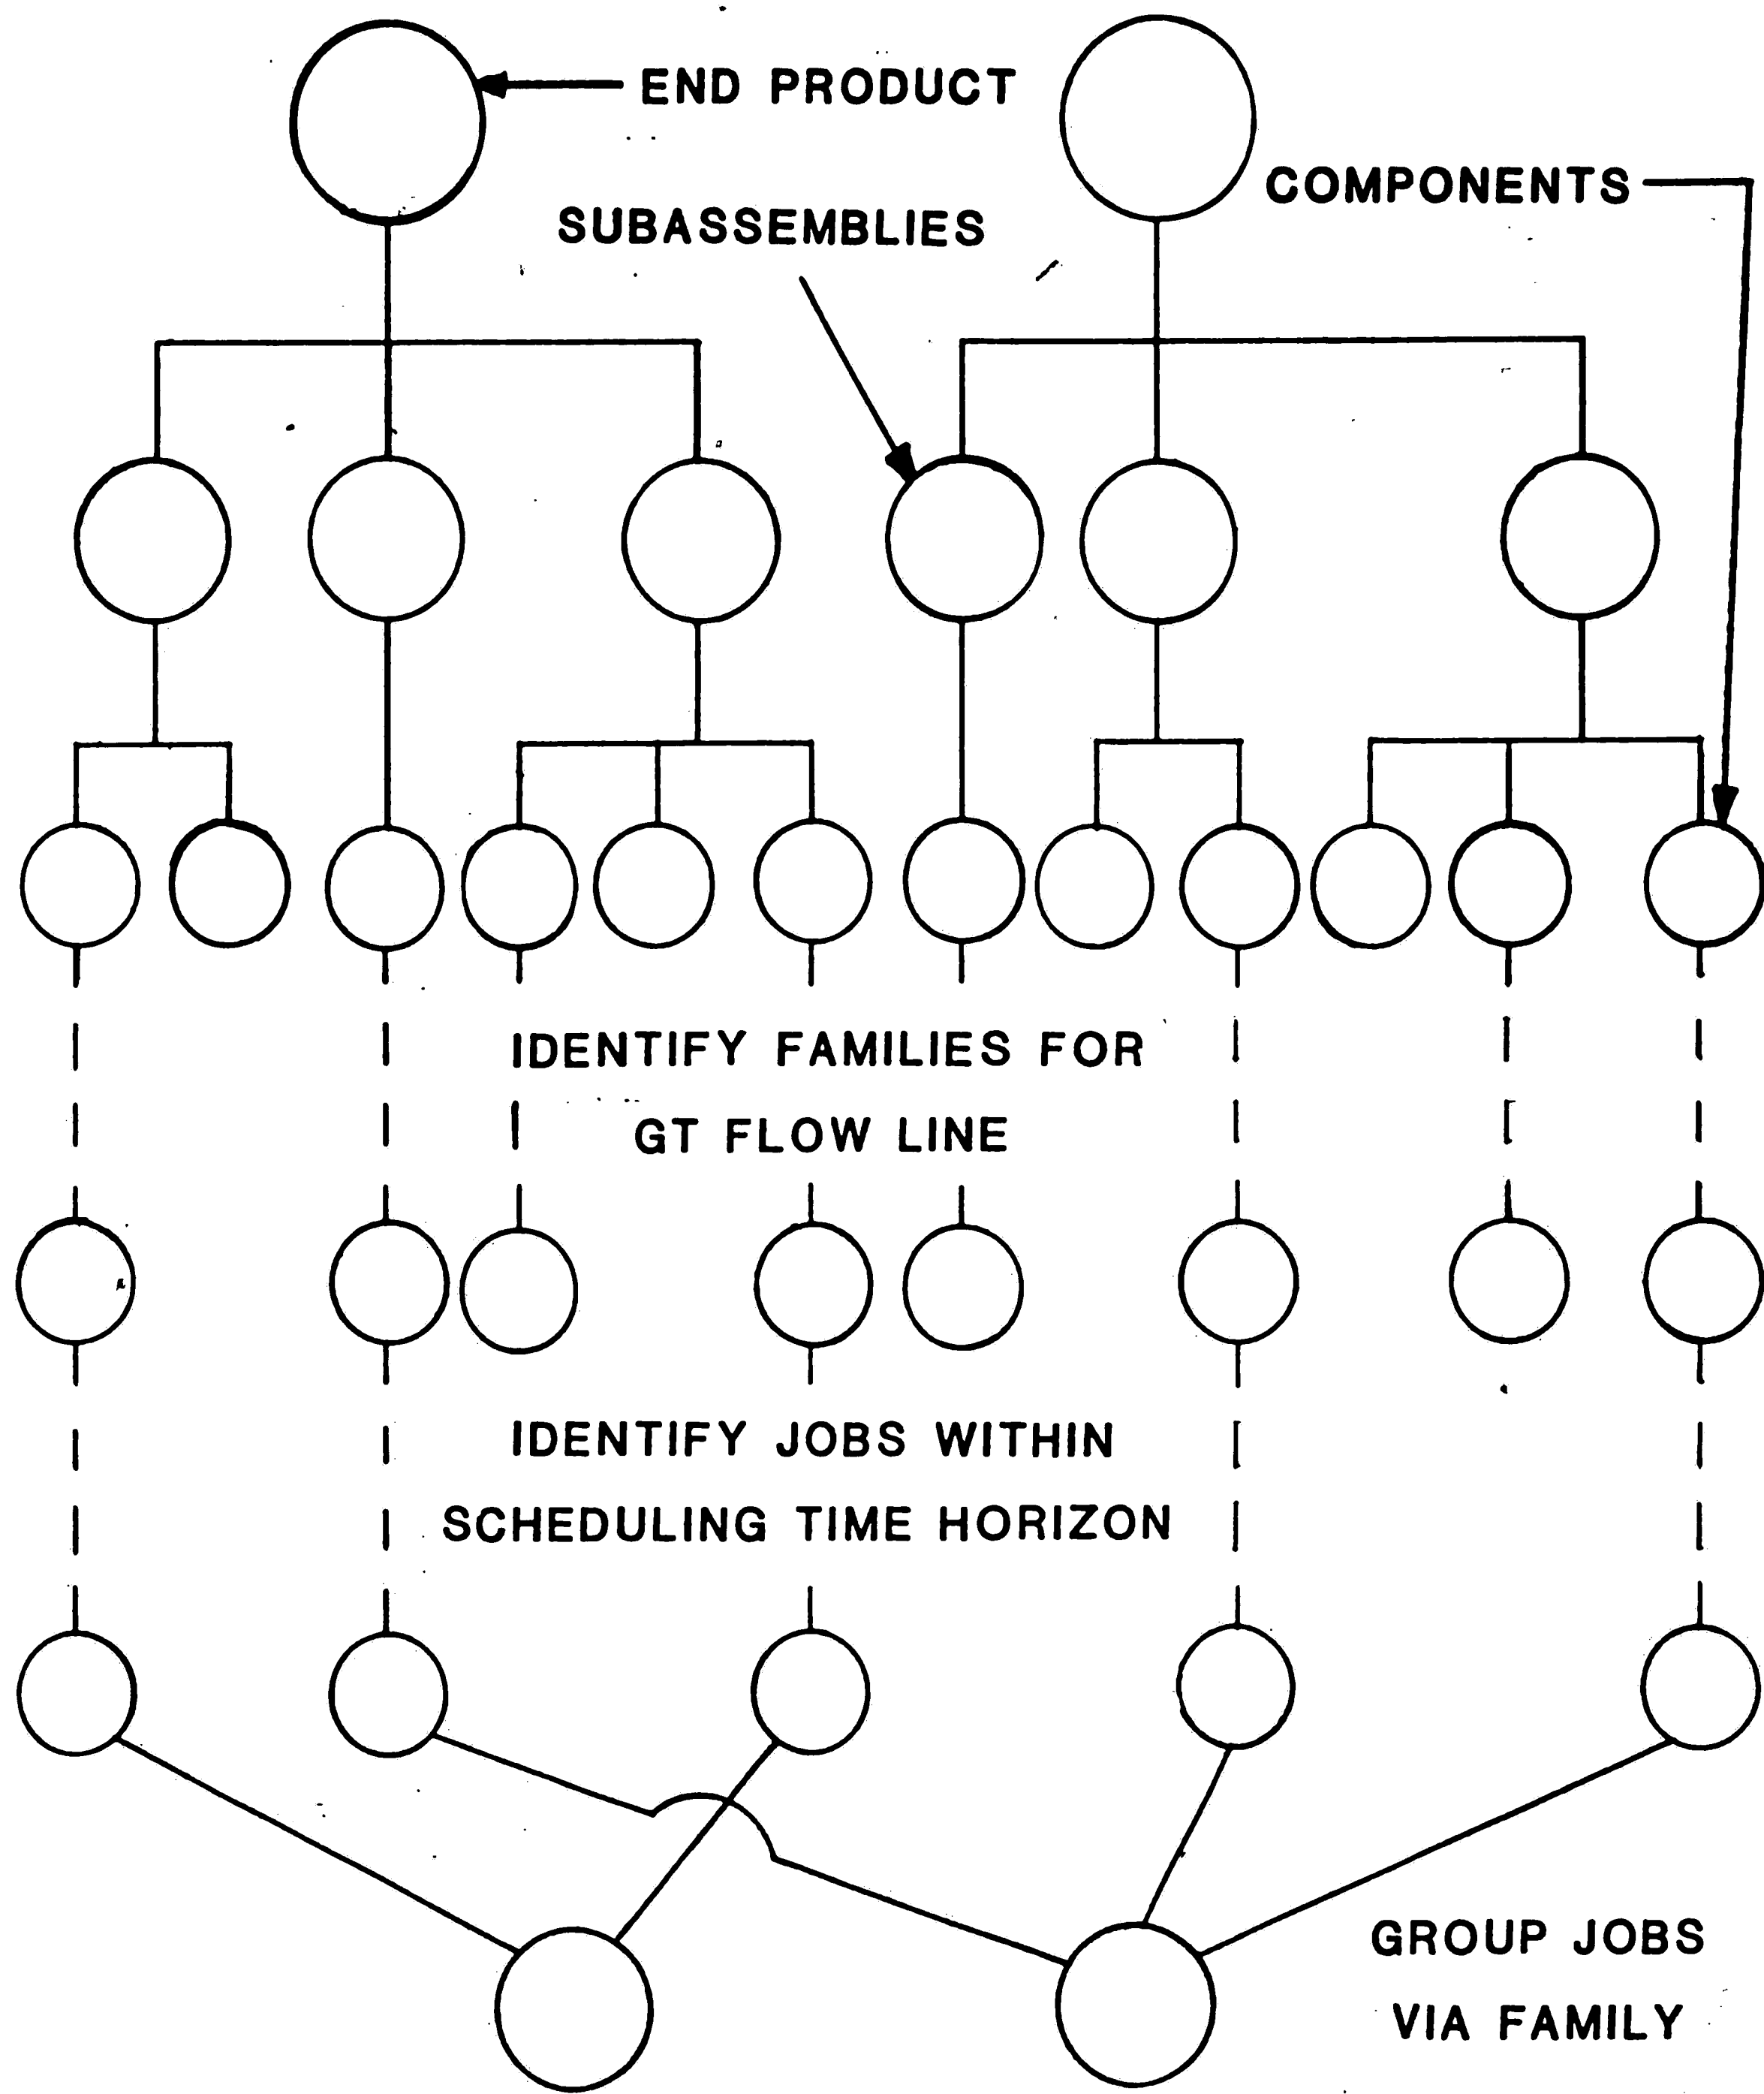 END PRODUCT
COMPONENTS
SUBASSEMBLIES
IDENTIFY FAMILIES FOR
GT FLOW LINE
IDENTIFY JOBS WITHIN
SCHEDULING TIME HORIZON
GROUP JOBS
VIA FAMILY